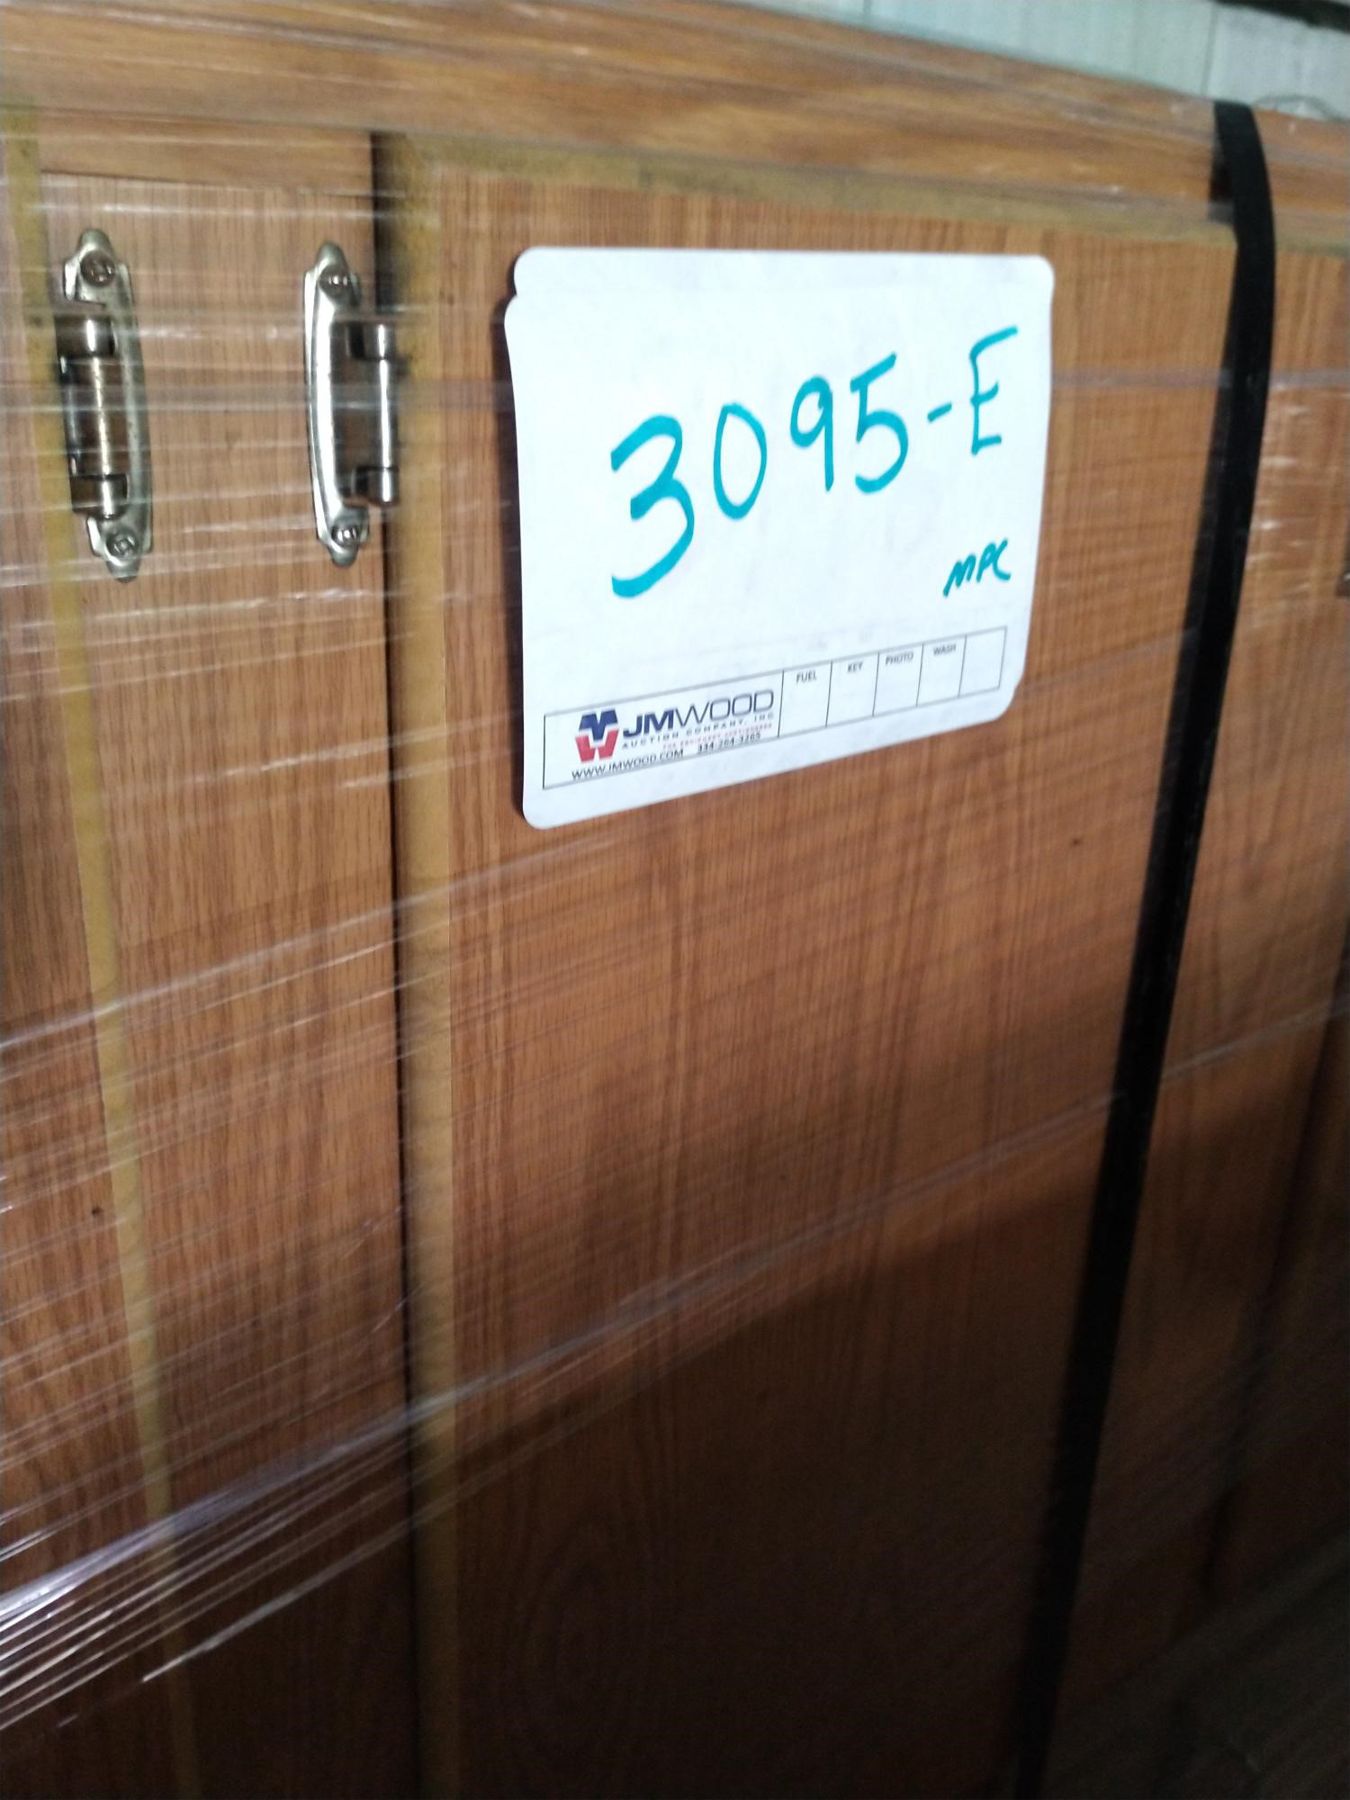 3095-E
MPC
FUEL KEY PHOTO WASH
JMWOOD
AUCTION COMPANY, INC
WWW.JMWOOD.COM 334-264-3265